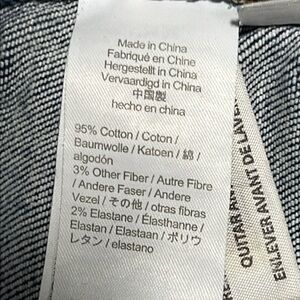 Made in China
Fabriqué en Chine
Hergestellt in China
Vervaardigd in China
中国製
hecho en china
95% Cotton / Coton /
Baumwolle / Katoen / 綿 /
algodón
3% Other Fiber / Autre Fibre
/ Andere Faser / Andere
Vezel / その他 / otras fibras
2% Elastane / Élasthanne /
Elastan / Elastaan / ポリウ
レタン / elastano
QUITAR ANT
ENLEVER AVANT DE LAVER